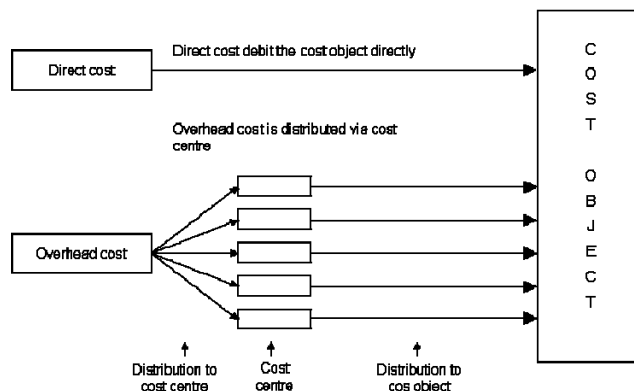 Direct cost debit the cost object directly
Direct cost
Overhead cost is distributed via cost
centre
Overhead cost
C
O
S
T
O
B
J
E
C
T
Distribution to
cost centre
Cost
centre
Distribution to
cos object